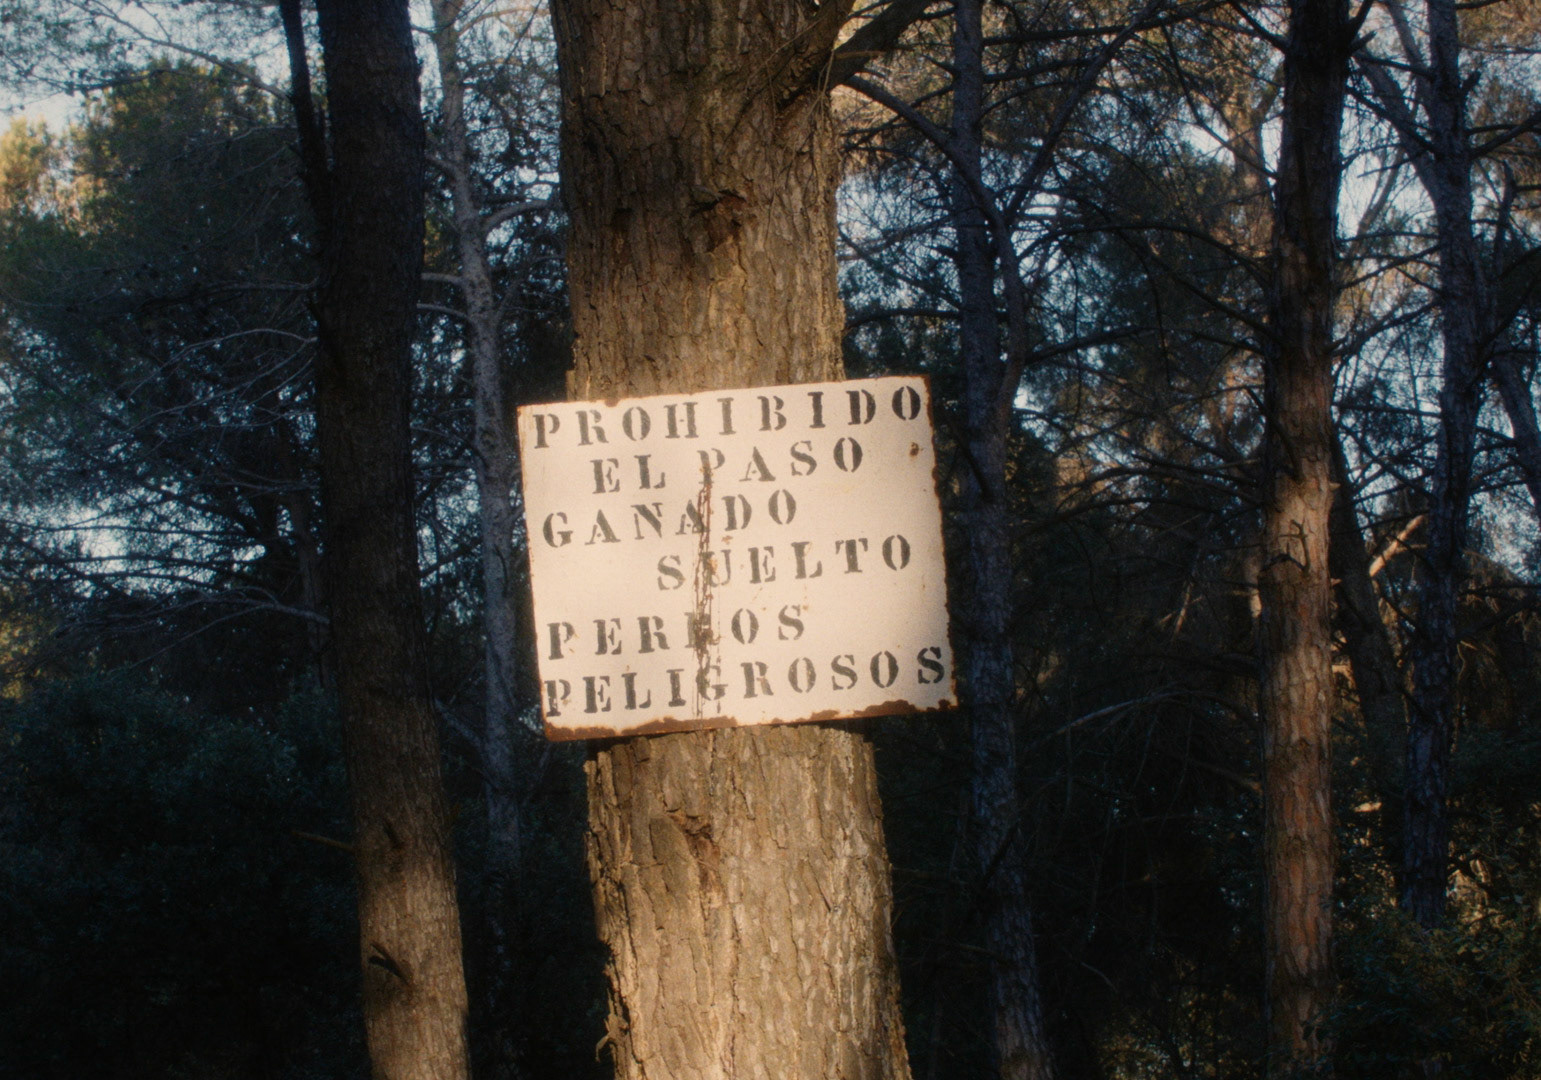 PROHIBIDO
EL PASO
GANADO
SUELTO
PERROS
PELIGROSOS